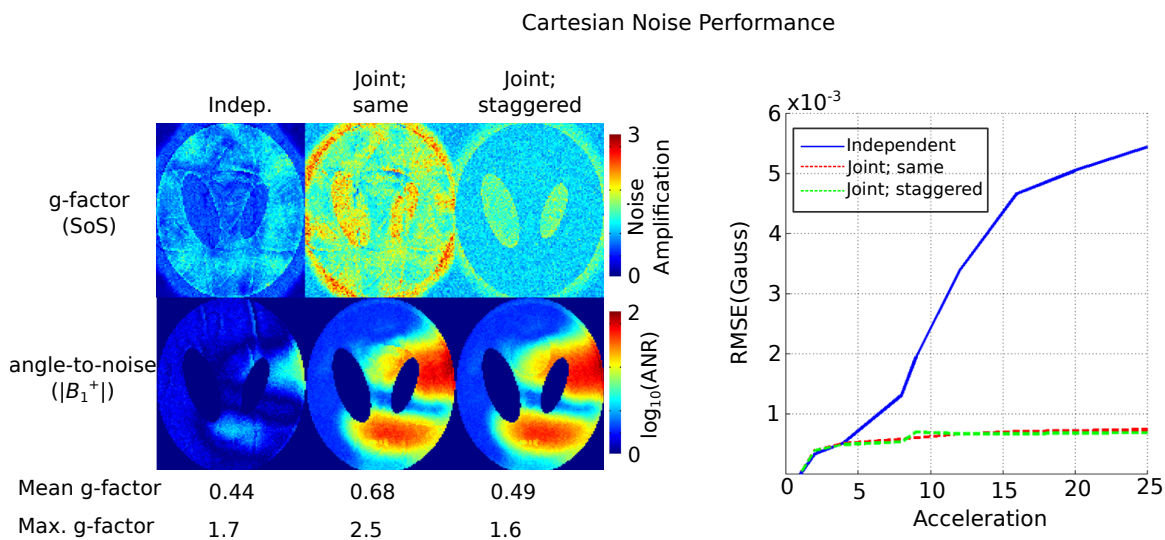 Cartesian Noise Performance
Indep.
Joint;
same
Joint;
staggered
g-factor
(SoS)
3
0
Noise
Amplification
angle-to-noise
(|B₁⁺|)
2
0
log₁₀(ANR)
Mean g-factor 0.44 0.68 0.49
Max. g-factor 1.7 2.5 1.6
x10⁻³
6
5
4
3
2
1
RMSE(Gauss)
Independent
Joint; same
Joint; staggered
0 5 10 15 20 25
Acceleration